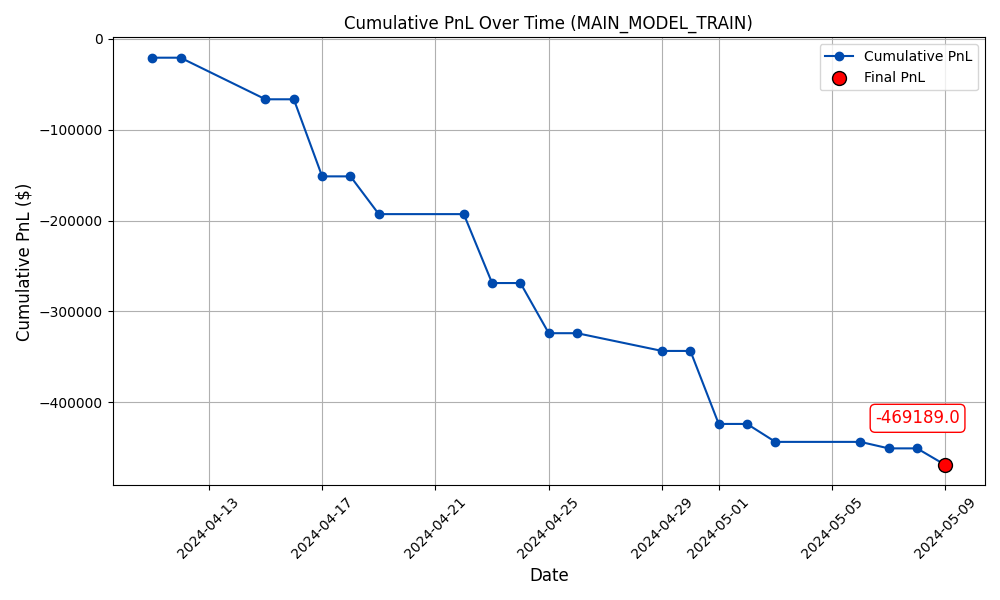 Cumulative PnL Over Time (MAIN_MODEL_TRAIN)
Cumulative PnL
Final PnL
0
−100000
−200000
−300000
−400000
Cumulative PnL ($)
-469189.0
2024-04-13
2024-04-17
2024-04-21
2024-04-25
2024-04-29
2024-05-01
2024-05-05
2024-05-09
Date